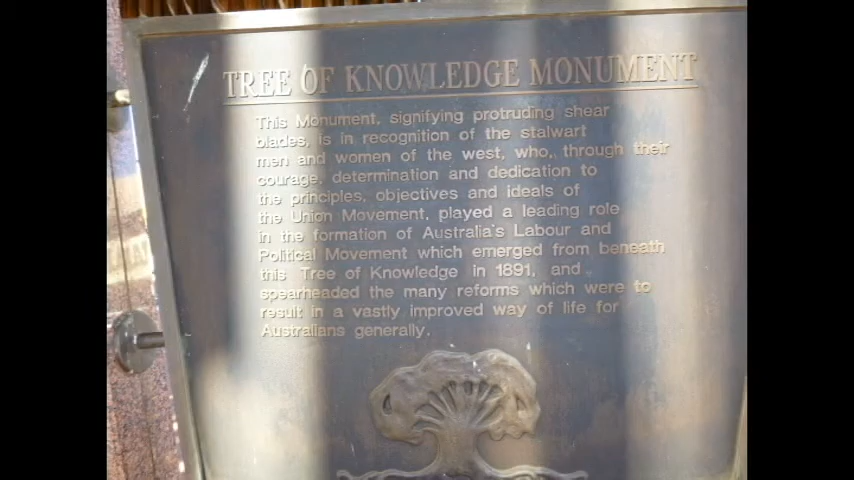 TREE OF KNOWLEDGE MONUMENT
This Monument, signifying protruding shear
blades, is in recognition of the stalwart
men and women of the west, who, through their
courage, determination and dedication to
the principles, objectives and ideals of
the Union Movement, played a leading role
in the formation of Australia's Labour and
Political Movement which emerged from beneath
this Tree of Knowledge in 1891, and
spearheaded the many reforms which were to
result in a vastly improved way of life for
Australians generally.